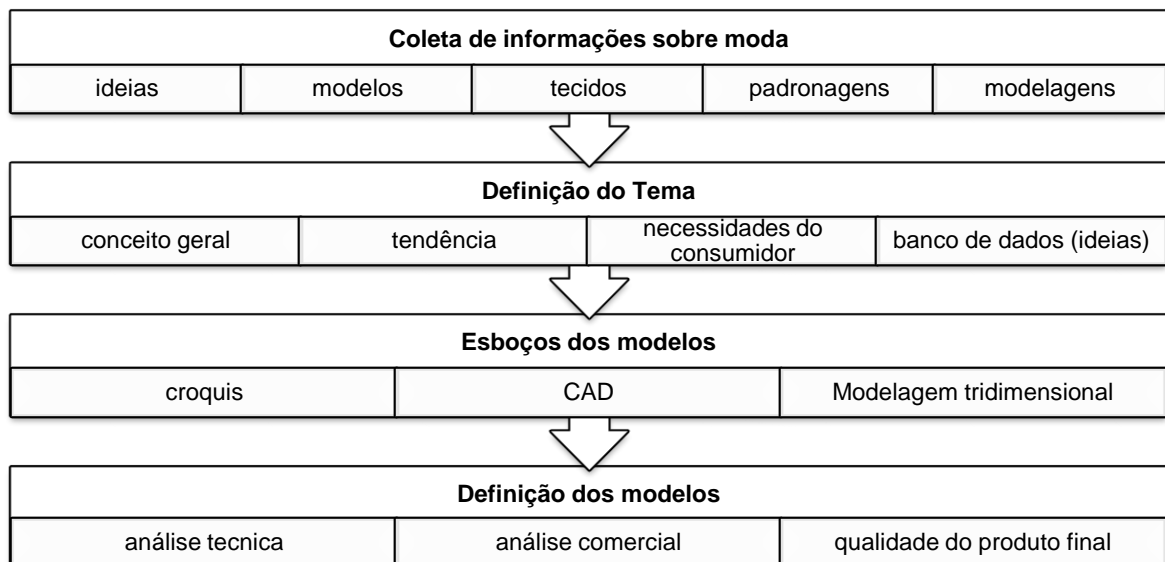 Coleta de informações sobre moda
ideias
modelos
tecidos
padronagens
modelagens
Definição do Tema
conceito geral
tendência
necessidades do
consumidor
banco de dados (ideias)
Esboços dos modelos
croquis
CAD
Modelagem tridimensional
Definição dos modelos
análise tecnica
análise comercial
qualidade do produto final